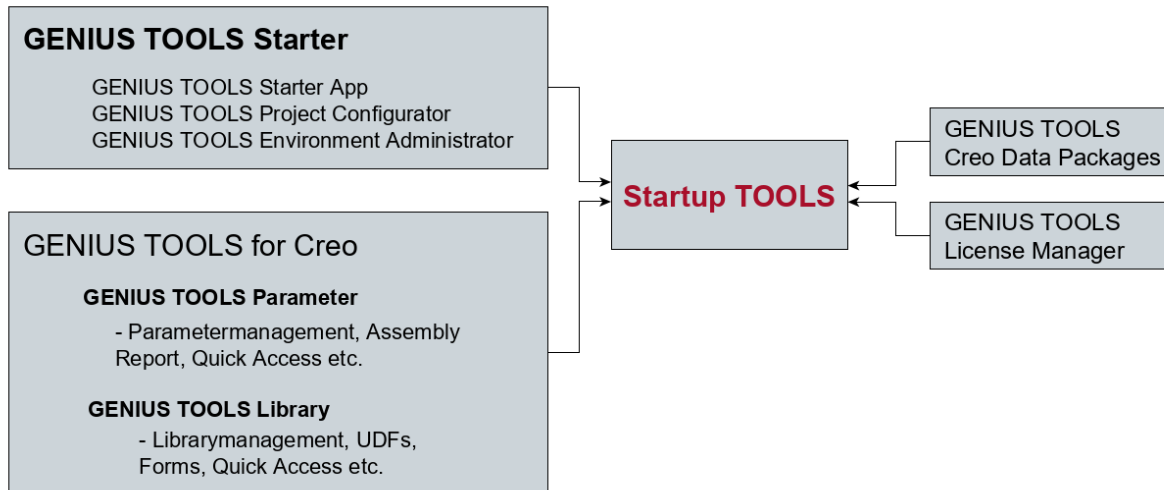 GENIUS TOOLS Starter
GENIUS TOOLS Starter App
GENIUS TOOLS Project Configurator
GENIUS TOOLS Environment Administrator
GENIUS TOOLS for Creo
GENIUS TOOLS Parameter
- Parametermanagement, Assembly
Report, Quick Access etc.
GENIUS TOOLS Library
- Librarymanagement, UDFs,
Forms, Quick Access etc.
Startup TOOLS
GENIUS TOOLS
Creo Data Packages
GENIUS TOOLS
License Manager